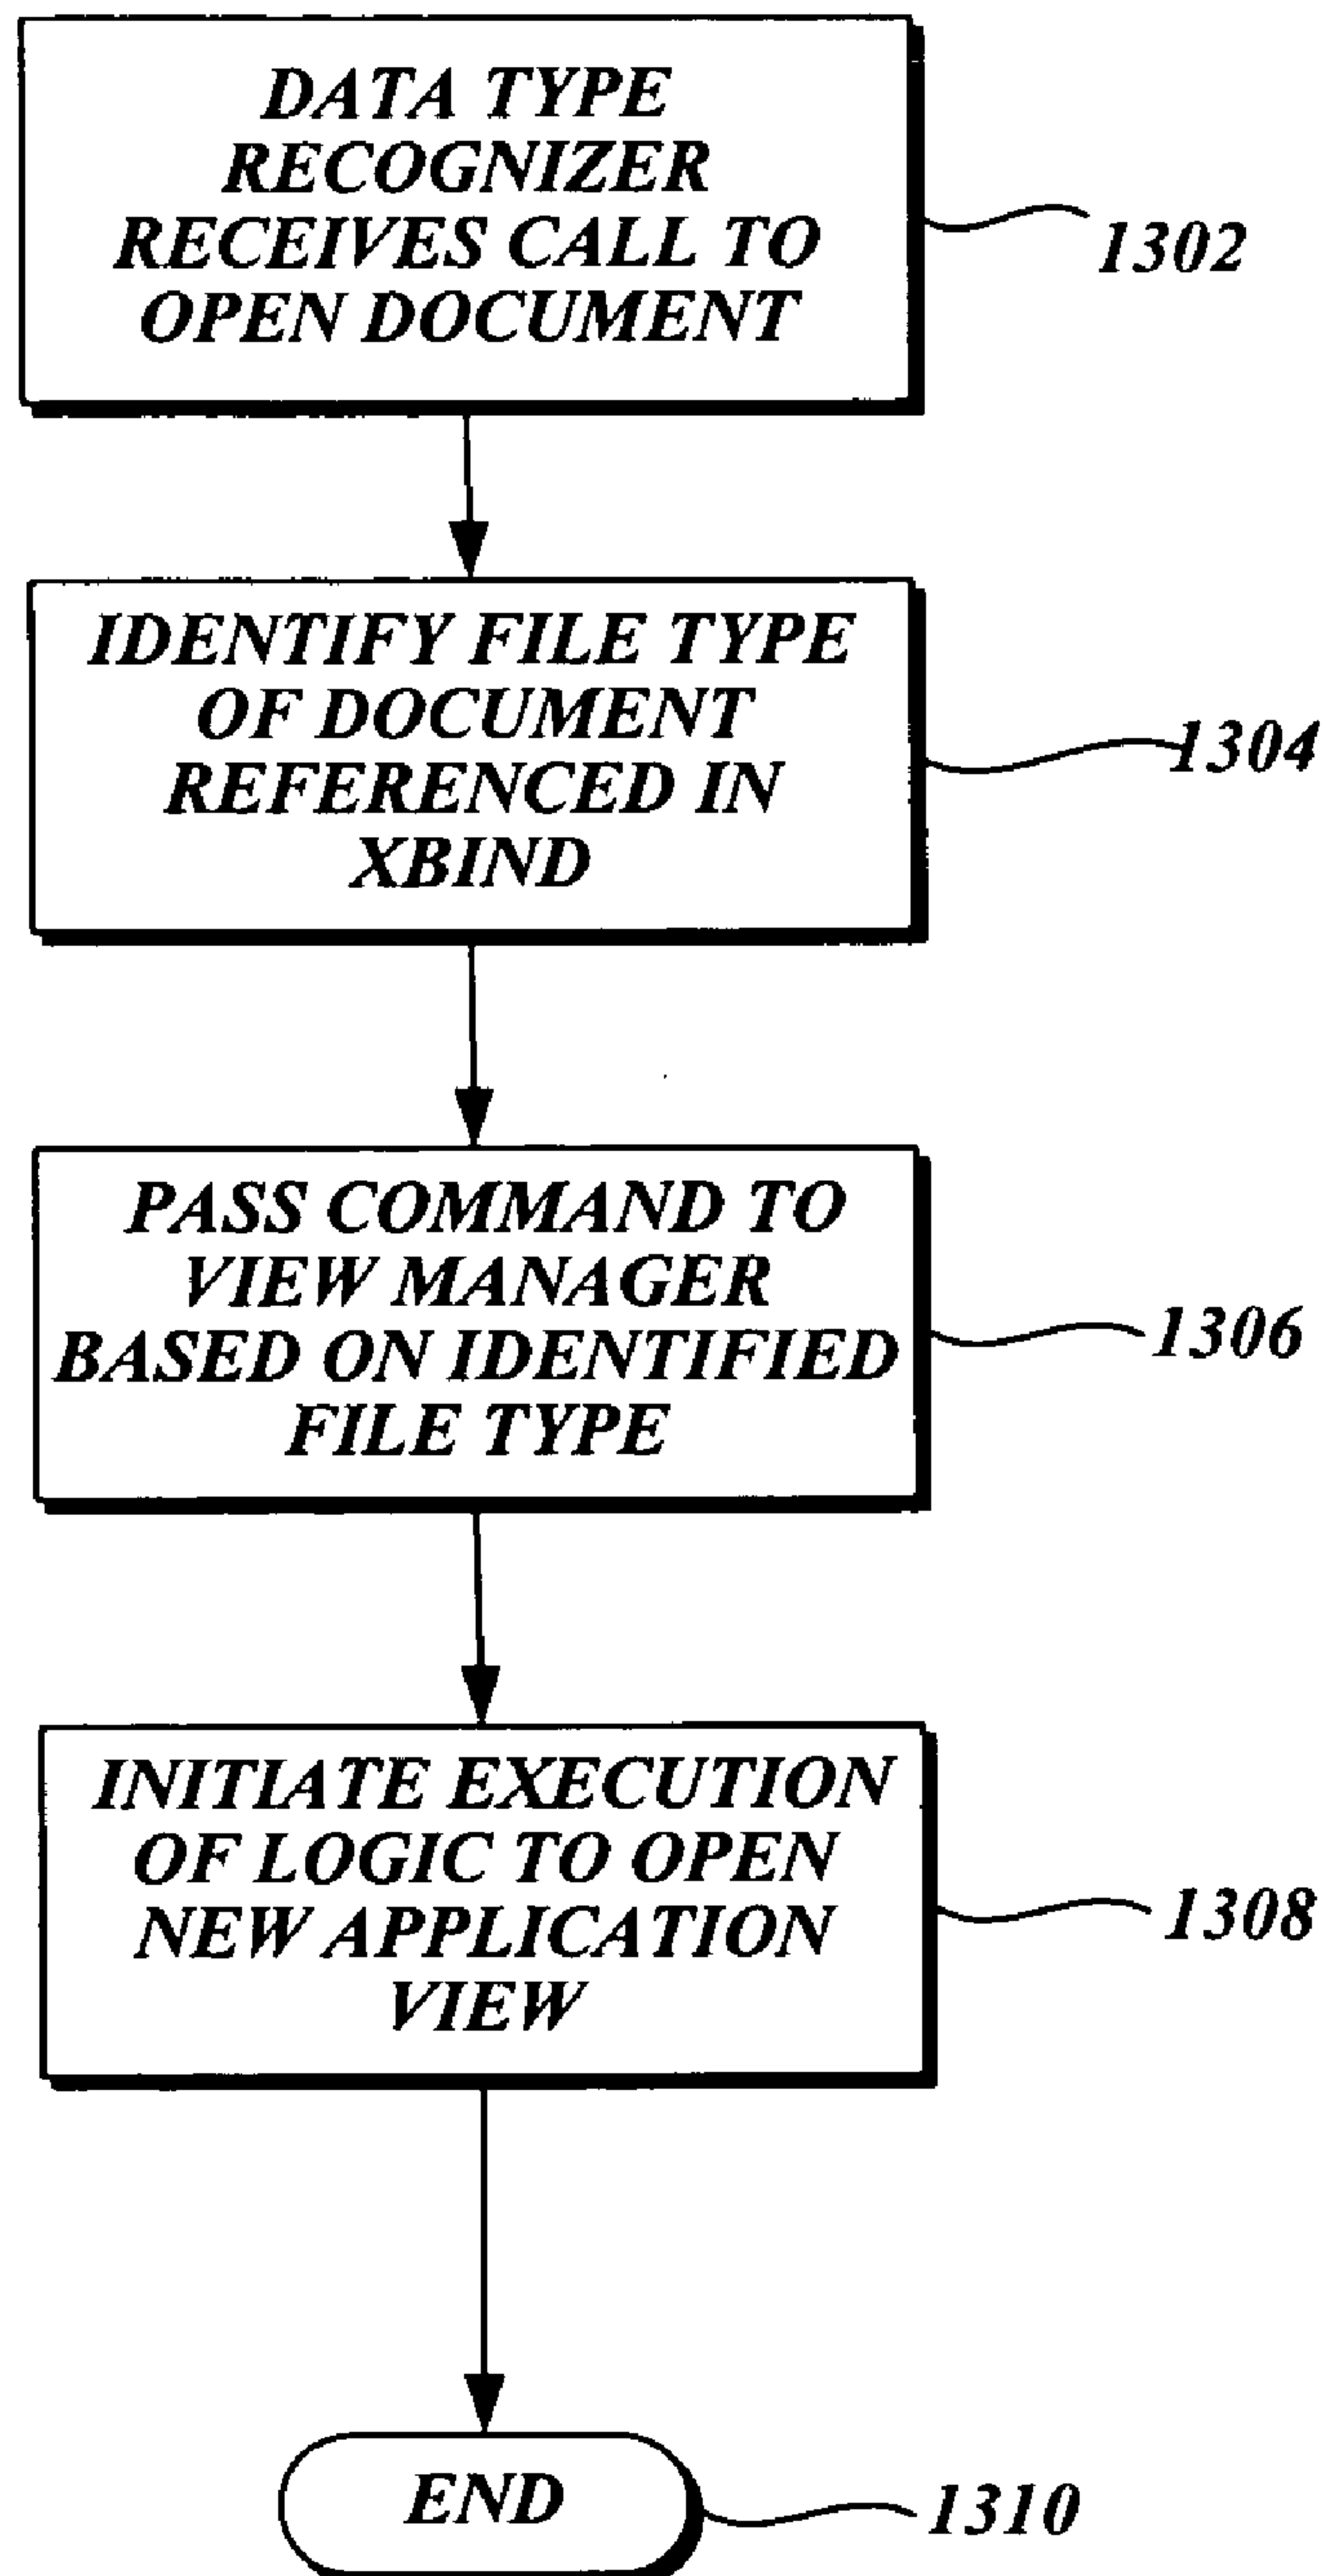 DATA TYPE
RECOGNIZER
RECEIVES CALL TO
OPEN DOCUMENT
1302
IDENTIFY FILE TYPE
OF DOCUMENT
REFERENCED IN
XBIND
1304
PASS COMMAND TO
VIEW MANAGER
BASED ON IDENTIFIED
FILE TYPE
1306
INITIATE EXECUTION
OF LOGIC TO OPEN
NEW APPLICATION
VIEW
1308
END
1310